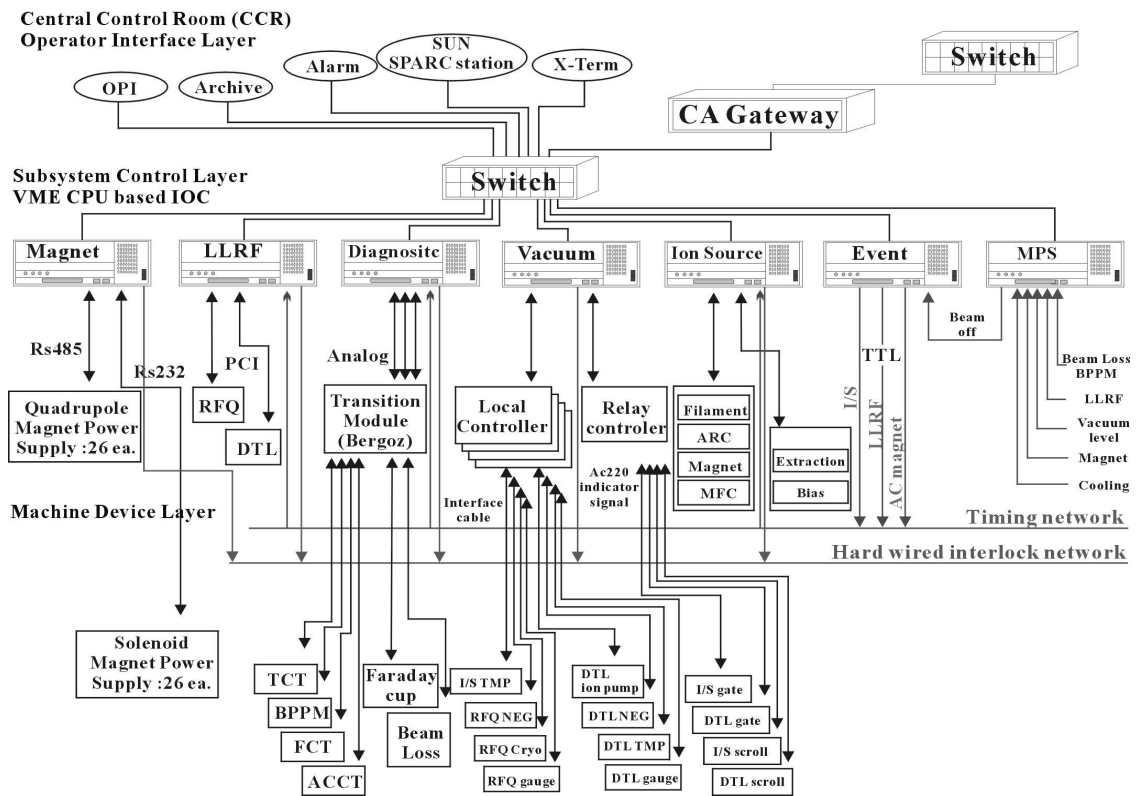 Central Control Room (CCR)
Operator Interface Layer
SUN
SPARC station
Alarm
X-Term
OPI
Archive
Switch
CA Gateway
Subsystem Control Layer
VME CPU based IOC
Switch
Magnet
LLRF
Diagnositc
Vacuum
Ion Source
Event
MPS
Beam
off
Rs485
Rs232
PCI
Analog
TTL
I/S
LLRF
AC magnet
Beam Loss
BPPM
LLRF
Vacuum
level
Magnet
Cooling
Quadrupole
Magnet Power
Supply :26 ea.
RFQ
DTL
Transition
Module
(Bergoz)
Local
Controller
Relay
controler
Filament
ARC
Magnet
MFC
Extraction
Bias
Interface
cable
Ac220
indicator
signal
Machine Device Layer
Timing network
Hard wired interlock network
Solenoid
Magnet Power
Supply :26 ea.
TCT
BPPM
FCT
ACCT
Faraday
cup
Beam
Loss
I/S TMP
RFQ NEG
RFQ Cryo
RFQ gauge
DTL
ion pump
DTL NEG
DTL TMP
DTL gauge
I/S gate
DTL gate
I/S scroll
DTL scroll